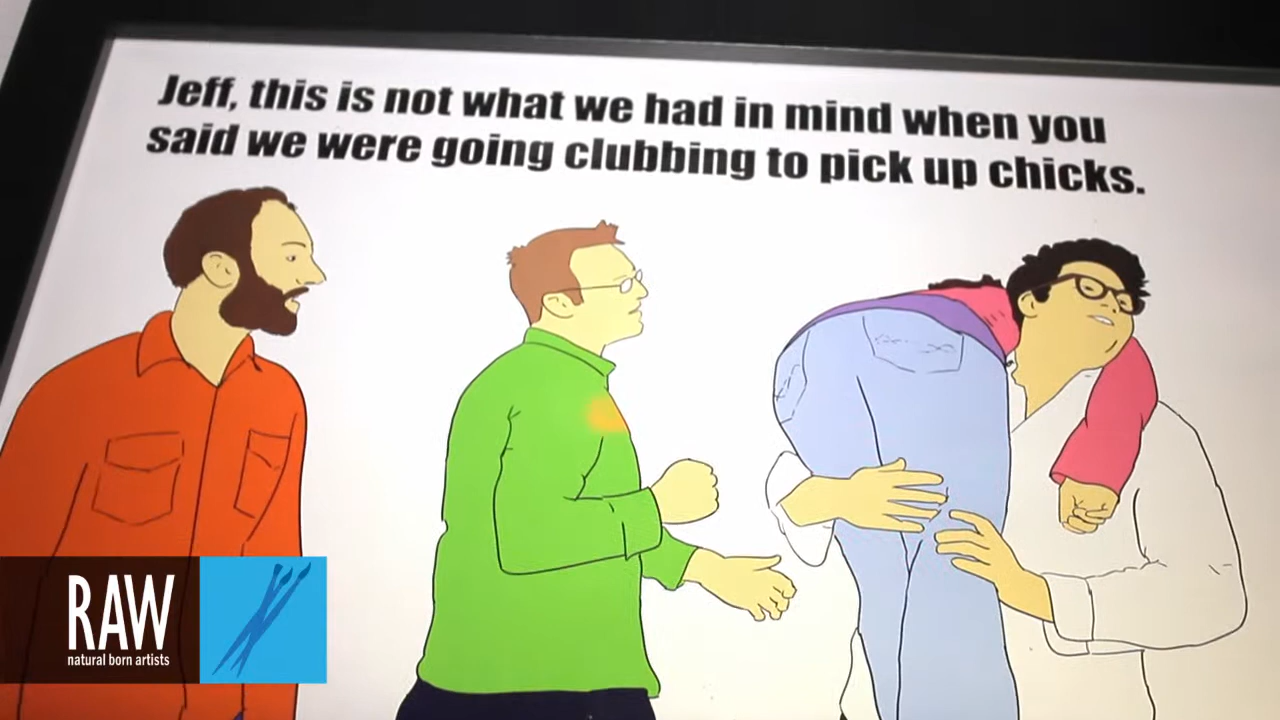 Jeff, this is not what we had in mind when you
said we were going clubbing to pick up chicks.
RAW
natural born artists